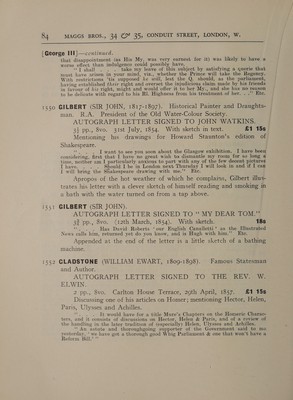 84 MAGGS BROS., 34 & 35, CONDUIT STREET, LONDON, W.
[George III]—continued.
that disappointment (as His My. was very earnest for it) was likely to have a
worse effect than indulgence could possibly have.
" I shall . . . take my leave of this subject by satisfying a querie that
must have arisen in your mind, viz., whether the Prince will take the Regency.
With restrictions 'tis supposed he will, lest the Q. should, as the parliament,
having established their right and overset the injuditious claim made by his friends
in favour of his right, might and would offer it to her My., and she has no reason
to be delicate with regard to his Rl. Highness from his treatment of her. . ." Etc.
1350 GILBERT (SIR JOHN, 1817-1897). Historical Painter and Draughts-
man. R.A. President of the Old Water-Colour Society.
AUTOGRAPH LETTER SIGNED TO JOHN WATKINS.
3½ pp., 8vo. 31st July, 1854. With sketch in text. £1 15s
Mentioning his drawings for Howard Staunton's edition of
Shakespeare.
". . . I want to see you soon about the Glasgow exhibition, I have been
considering, first that I have no great wish to dismantle my room for so long a
time, neither can I particularly arrange to part with any of the few decent pictures
I have. . . . Should I be in London on Thursday I will look in and if I can
I will bring the Shakespeare drawing with me." Etc.
Apropos of the hot weather of which he complains, Gilbert illus-
trates his letter with a clever sketch of himself reading and smoking in
a bath with the water turned on from a tap above.
1351 GILBERT (SIR JOHN).
AUTOGRAPH LETTER SIGNED TO " MY DEAR TOM."
3½ pp., 8vo. (12th March, 1854). With sketch. 18s
". . . Has David Roberts 'our English Canaletti' as the Illustrated
News calls him, returned yet do you know, and is Hagh with him." Etc.
Appended at the end of the letter is a little sketch of a bathing
machine.
1352 GLADSTONE (WILLIAM EWART, 1809-1898). Famous Statesman
and Author.
AUTOGRAPH LETTER SIGNED TO THE REV. W.
ELWIN.
2 pp., 8vo. Carlton House Terrace, 29th April, 1857. £1 15s
Discussing one of his articles on Homer; mentioning Hector, Helen,
Paris, Ulysses and Achilles.
". . . It would have for a title Mure's Chapters on the Homeric Charac-
ters, and it consists of discussions on Hector, Helen & Paris, and of a review of
the handling in the later tradition of (especially) Helen, Ulysses and Achilles.
" An astute and thoroughgoing supporter of the Government said to me
yesterday, ' we have got a thorough good Whig Parliament & one that won't have a
Reform Bill.' "